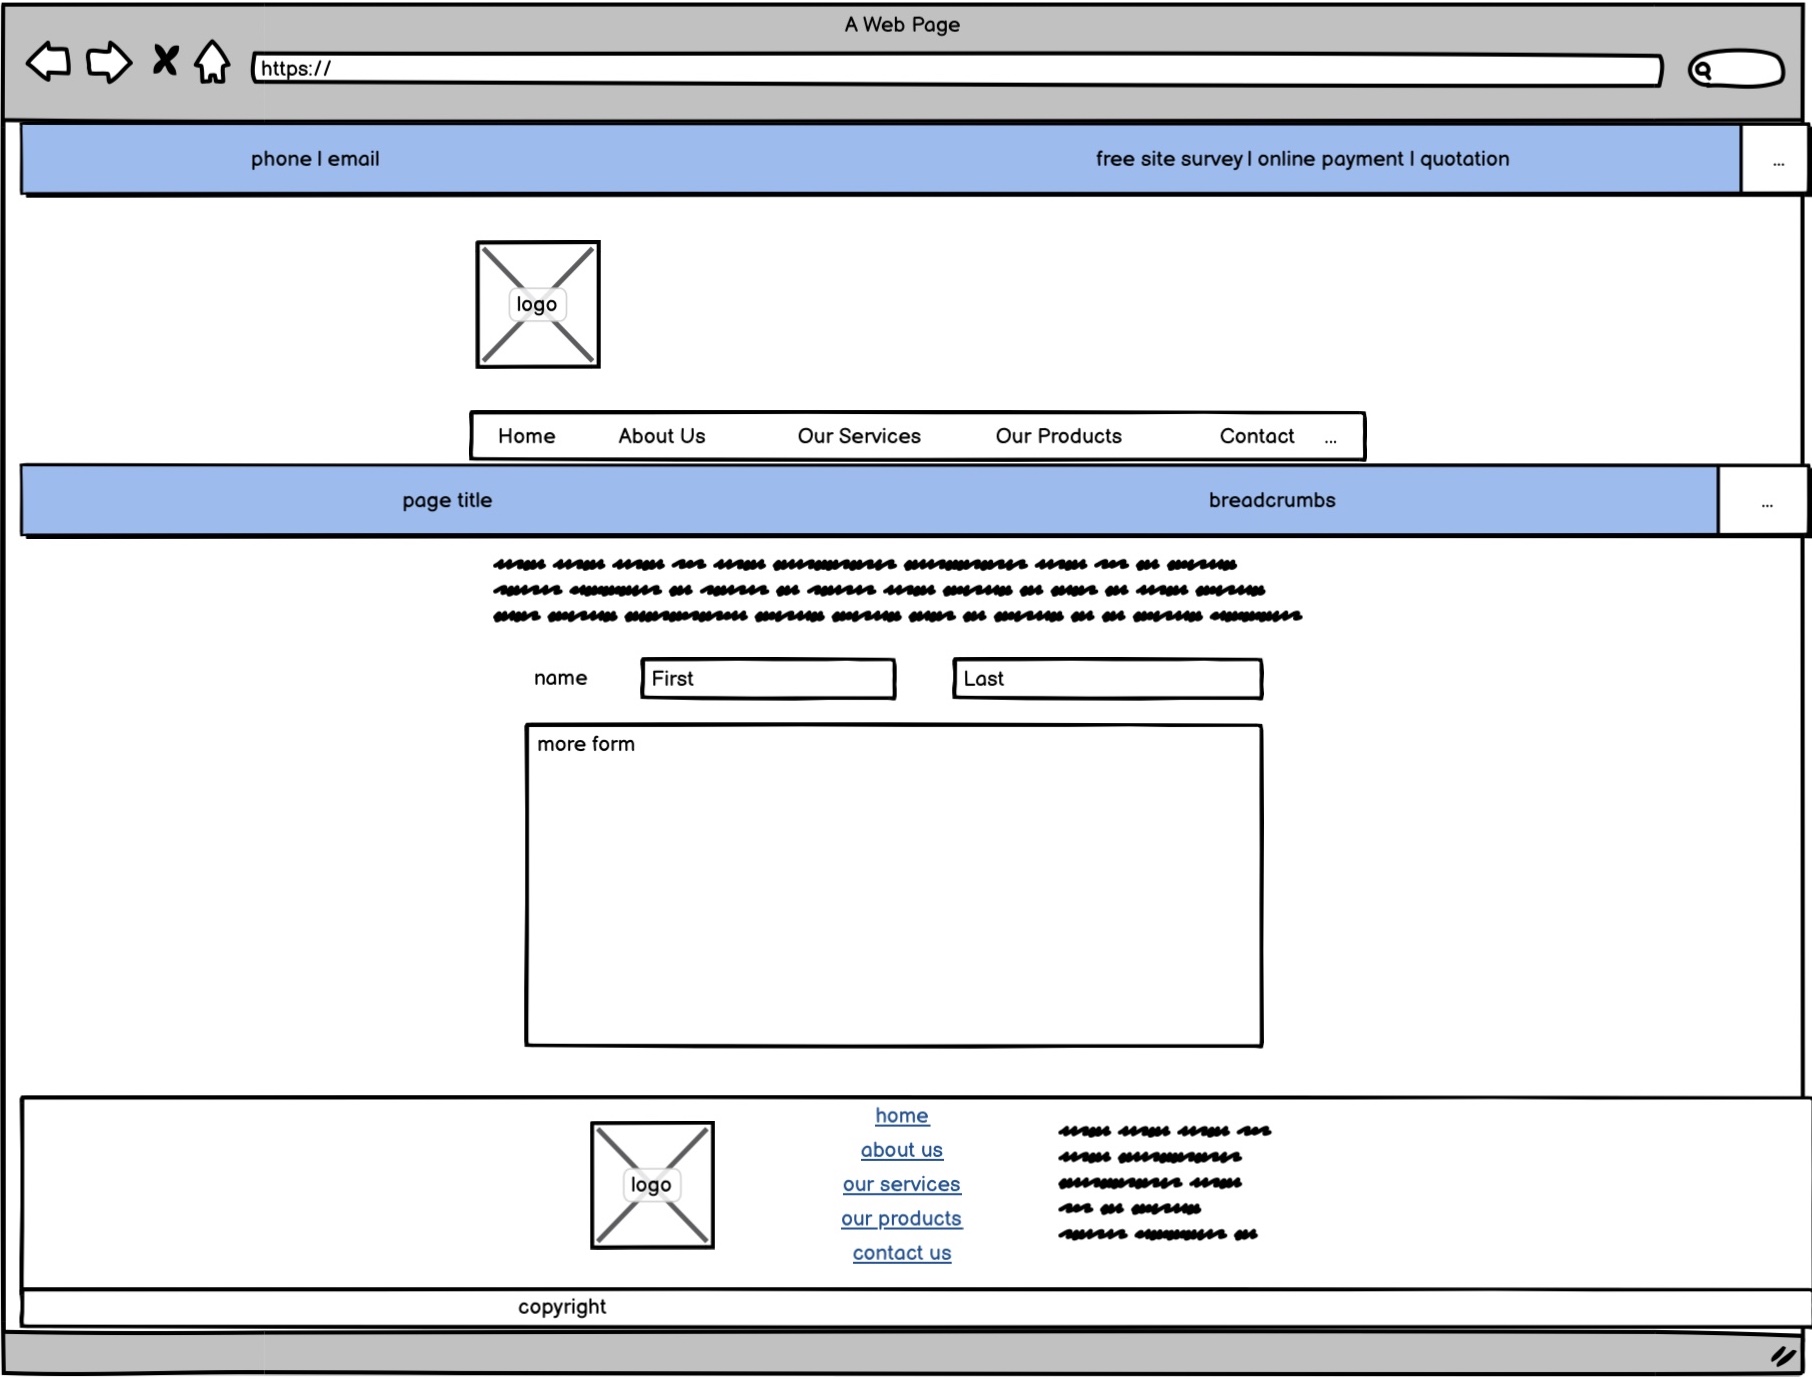 A Web Page
https://
phone | email free site survey | online payment | quotation ...
logo
Home About Us Our Services Our Products Contact ...
page title breadcrumbs ...
name First Last
more form
home
about us
logo our services
our products
contact us
copyright